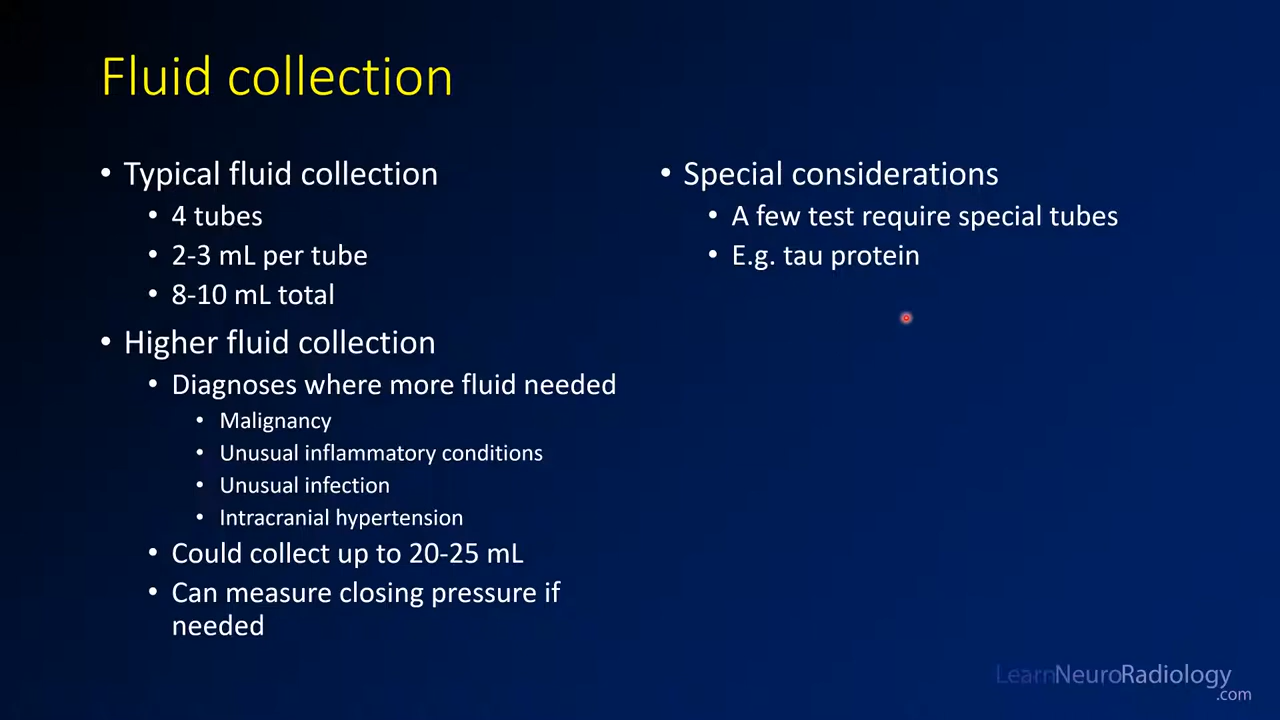 Fluid collection
• Typical fluid collection
• 4 tubes
• 2-3 mL per tube
• 8-10 mL total
• Higher fluid collection
• Diagnoses where more fluid needed
• Malignancy
• Unusual inflammatory conditions
• Unusual infection
• Intracranial hypertension
• Could collect up to 20-25 mL
• Can measure closing pressure if
needed
• Special considerations
• A few test require special tubes
• E.g. tau protein
LearnNeuroRadiology
.com